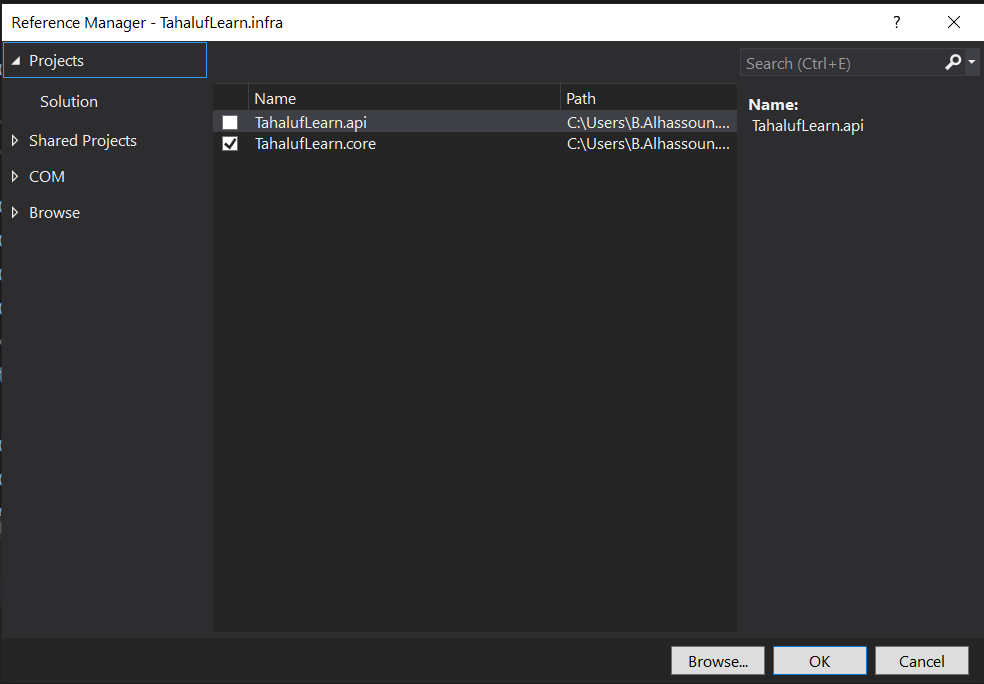 Reference Manager - TahalufLearn.infra ?
Projects
Solution
Shared Projects
COM
Browse
Name Path
TahalufLearn.api C:\Users\B.Alhassoun....
TahalufLearn.core C:\Users\B.Alhassoun....
Search (Ctrl+E)
Name:
TahalufLearn.api
Browse... OK Cancel